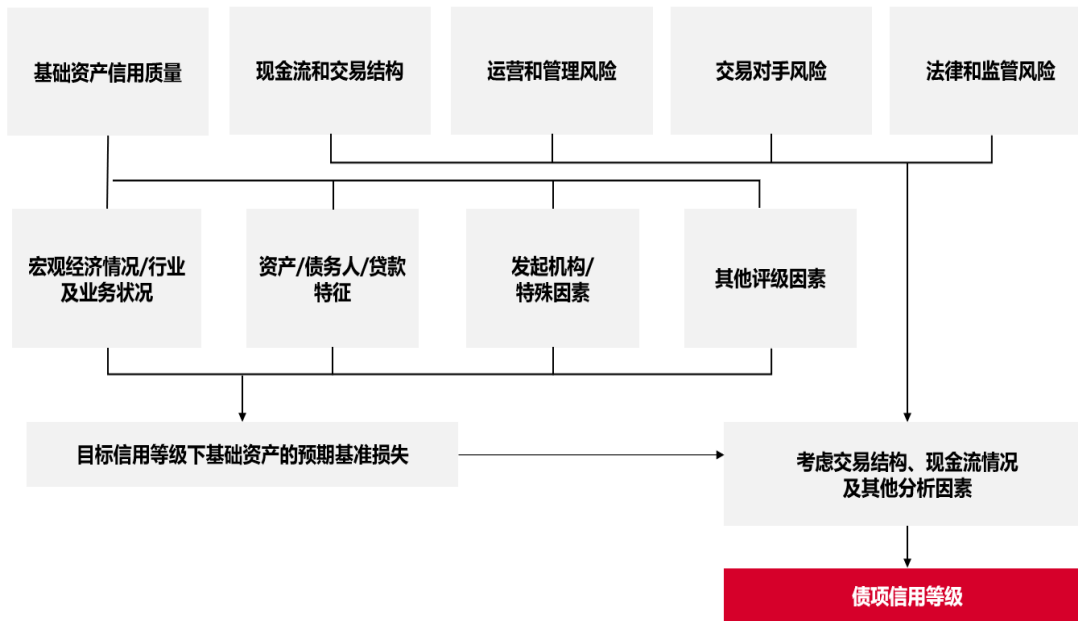 基础资产信用质量
现金流和交易结构
运营和管理风险
交易对手风险
法律和监管风险
宏观经济情况/行业
及业务状况
资产/债务人/贷款
特征
发起机构/
特殊因素
其他评级因素
目标信用等级下基础资产的预期基准损失
考虑交易结构、现金流情况
及其他分析因素
债项信用等级